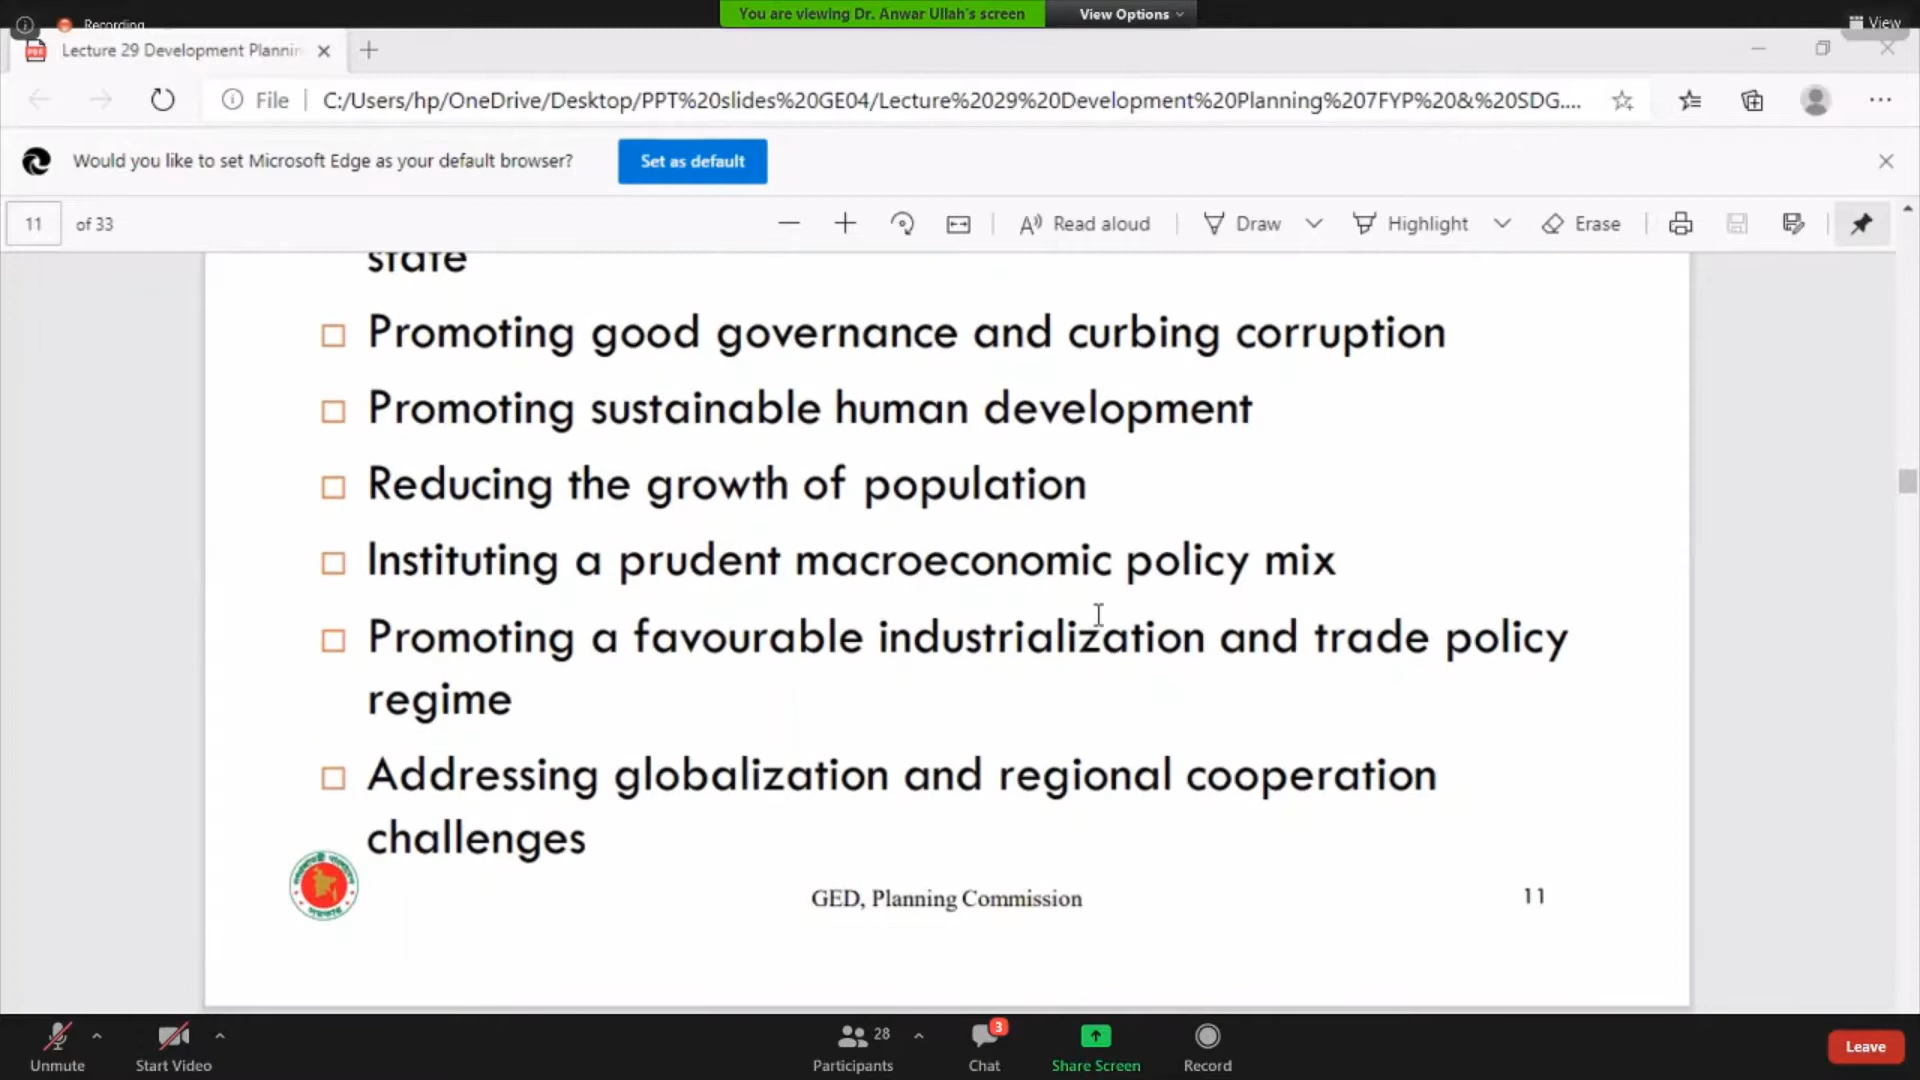 Recording
You are viewing Dr. Anwar Ullah's screen
View Options
View
Lecture 29 Development Plannin
File
C:/Users/hp/OneDrive/Desktop/PPT%20slides%20GE04/Lecture%2029%20Development%20Planning%207FYP%20&%20SDG....
Would you like to set Microsoft Edge as your default browser?
Set as default
11 of 33
Read aloud
Draw
Highlight
Erase
state
Promoting good governance and curbing corruption
Promoting sustainable human development
Reducing the growth of population
Instituting a prudent macroeconomic policy mix
Promoting a favourable industrialization and trade policy
regime
Addressing globalization and regional cooperation
challenges
GED, Planning Commission
11
28
3
Unmute
Start Video
Participants
Chat
Share Screen
Record
Leave